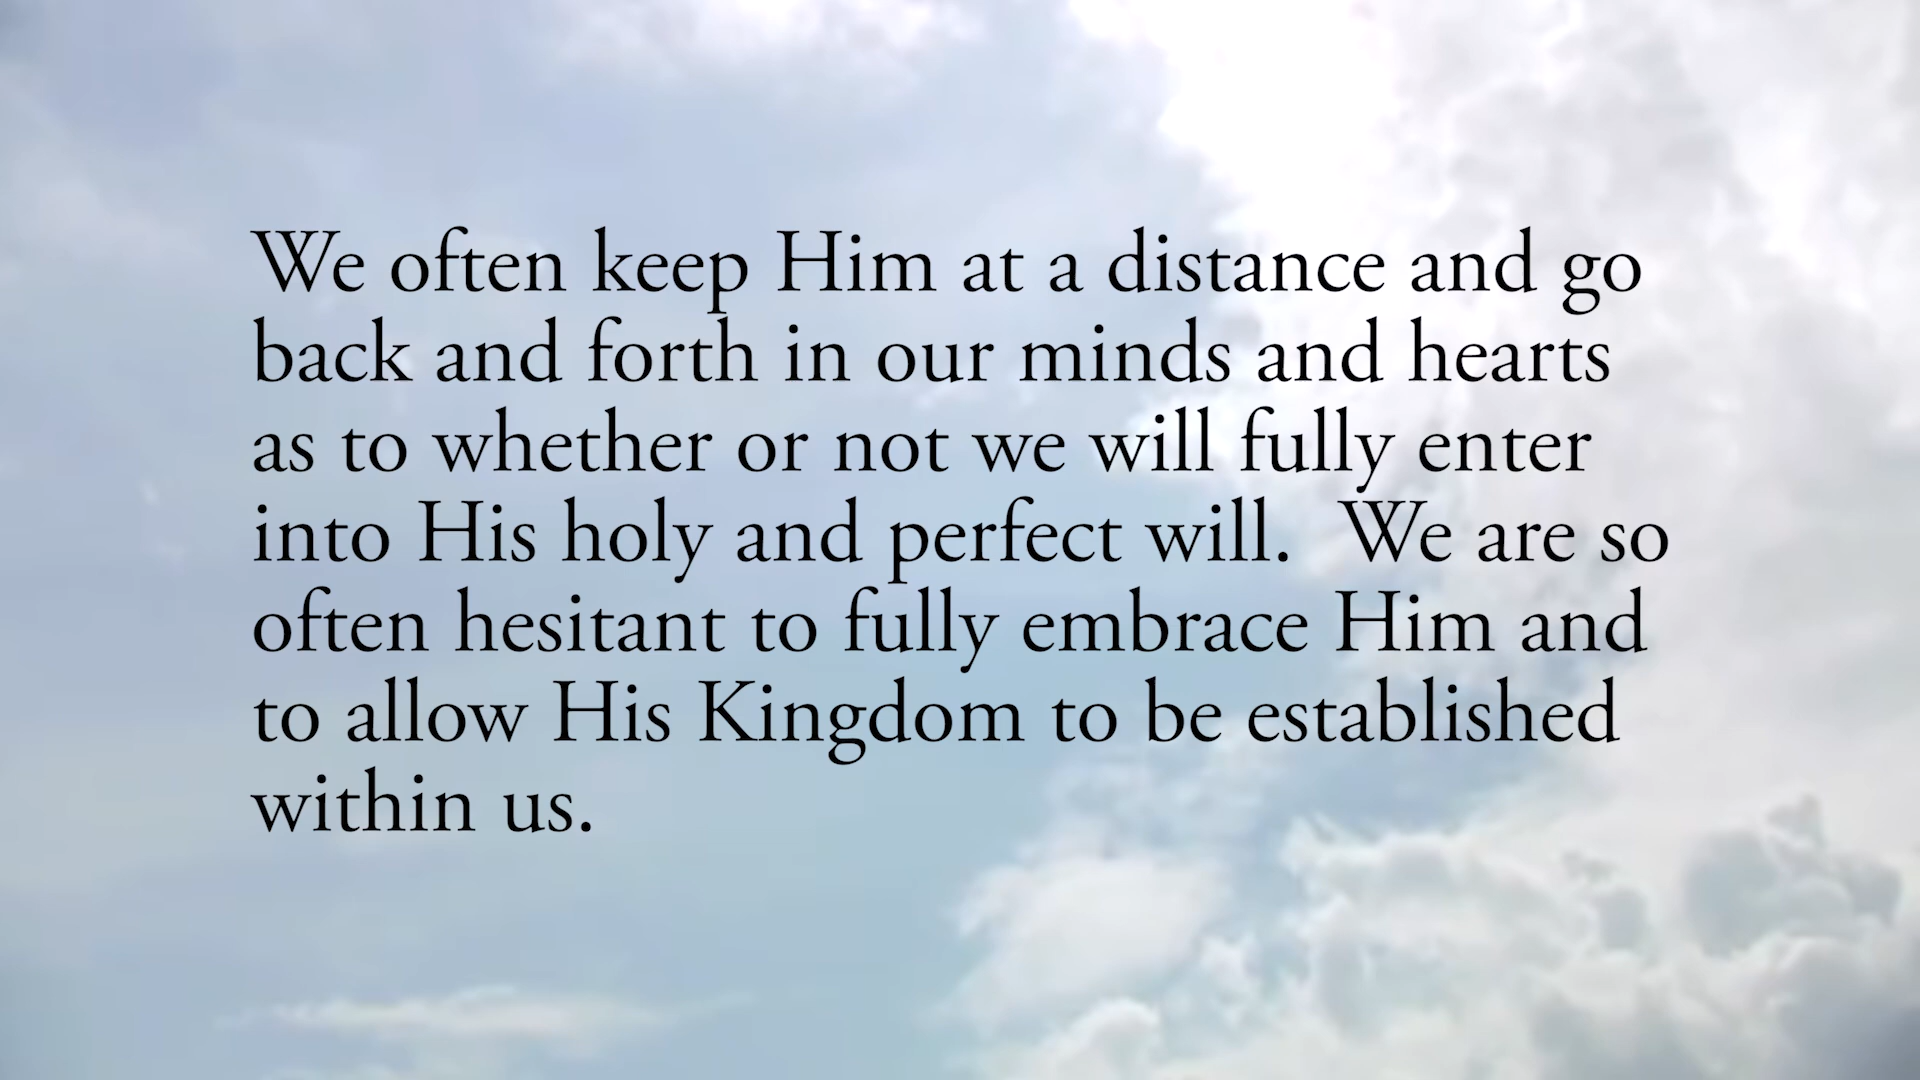 We often keep Him at a distance and go
back and forth in our minds and hearts
as to whether or not we will fully enter
into His holy and perfect will.  We are so
often hesitant to fully embrace Him and
to allow His Kingdom to be established
within us.